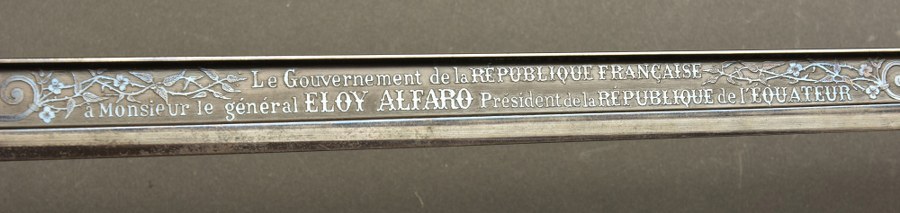 Le Gouvernement de la RÉPUBLIQUE FRANÇAISE
à Monsieur le général ELOY ALFARO Président de la RÉPUBLIQUE de l'ÉQUATEUR